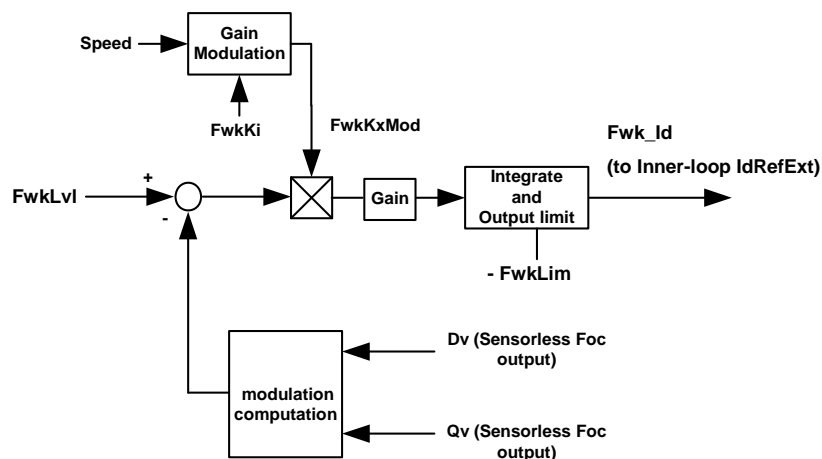 Speed
Gain
Modulation
FwkKi
FwkKxMod
Fwk_Id
(to Inner-loop IdRefExt)
FwkLvl
+
-
Gain
Integrate
and
Output limit
- FwkLim
modulation
computation
Dv (Sensorless Foc
output)
Qv (Sensorless Foc
output)